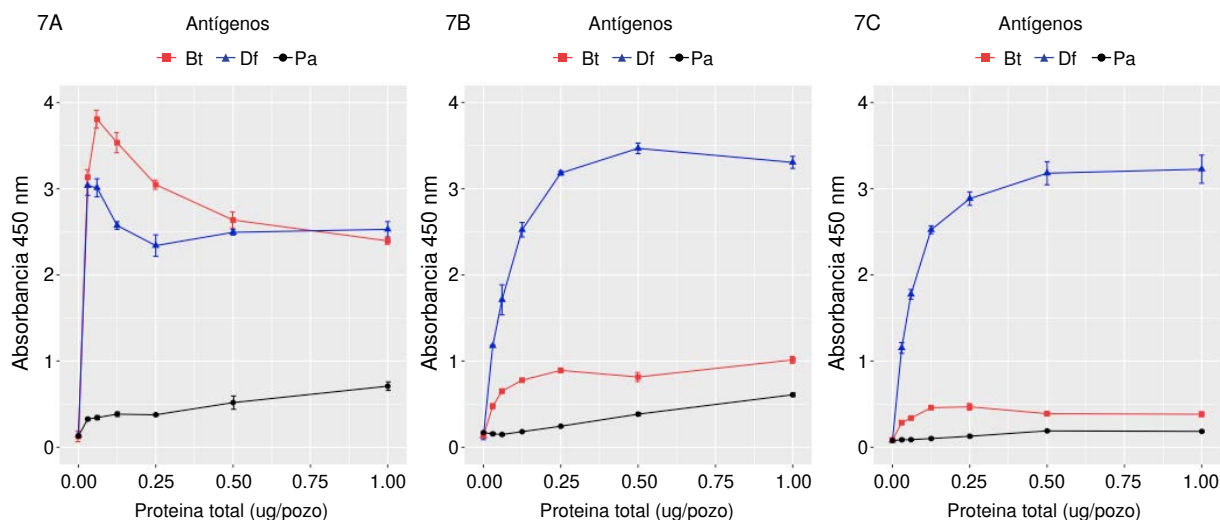 7A Antígenos
Bt Df Pa
4
3
2
1
0
Absorbancia 450 nm
0.00 0.25 0.50 0.75 1.00
Proteina total (ug/pozo)
7B Antígenos
Bt Df Pa
4
3
2
1
0
Absorbancia 450 nm
0.00 0.25 0.50 0.75 1.00
Proteina total (ug/pozo)
7C Antígenos
Bt Df Pa
4
3
2
1
0
Absorbancia 450 nm
0.00 0.25 0.50 0.75 1.00
Proteina total (ug/pozo)